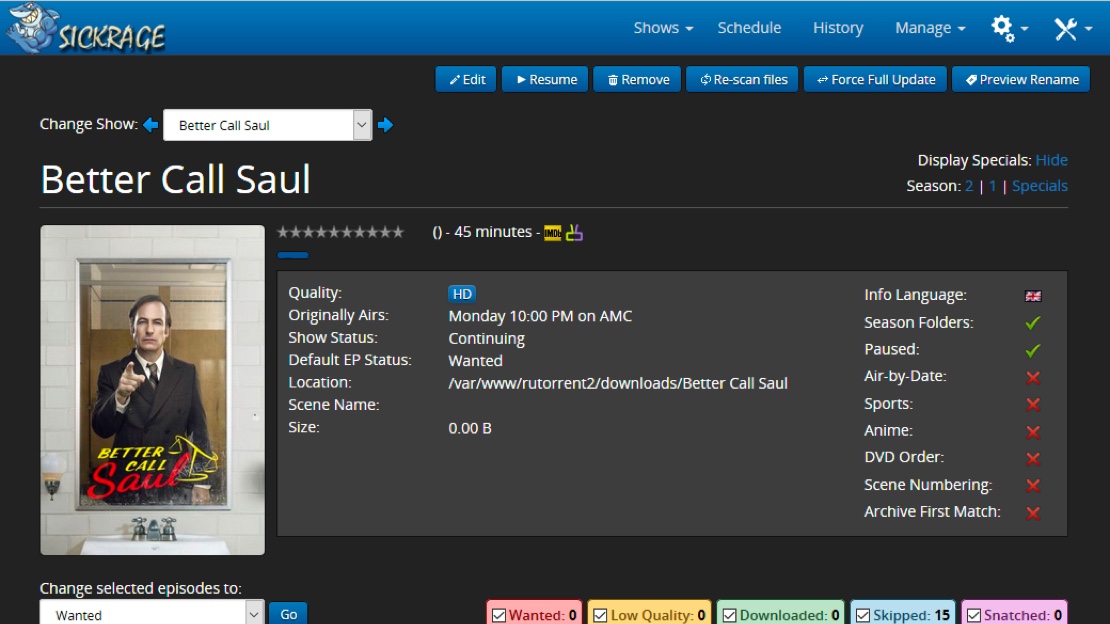 SICKRAGE
Shows Schedule History Manage
Edit Resume Remove Re-scan files Force Full Update Preview Rename
Change Show: Better Call Saul
Display Specials: Hide
Better Call Saul
Season: 2 | 1 | Specials
() - 45 minutes - IMDb
Quality: HD
Originally Airs: Monday 10:00 PM on AMC
Show Status: Continuing
Default EP Status: Wanted
Location: /var/www/rutorrent2/downloads/Better Call Saul
Scene Name:
Size: 0.00 B
Info Language:
Season Folders:
Paused:
Air-by-Date:
Sports:
Anime:
DVD Order:
Scene Numbering:
Archive First Match:
BETTER
CALL
Saul
Change selected episodes to:
Wanted Go
Wanted: 0 Low Quality: 0 Downloaded: 0 Skipped: 15 Snatched: 0